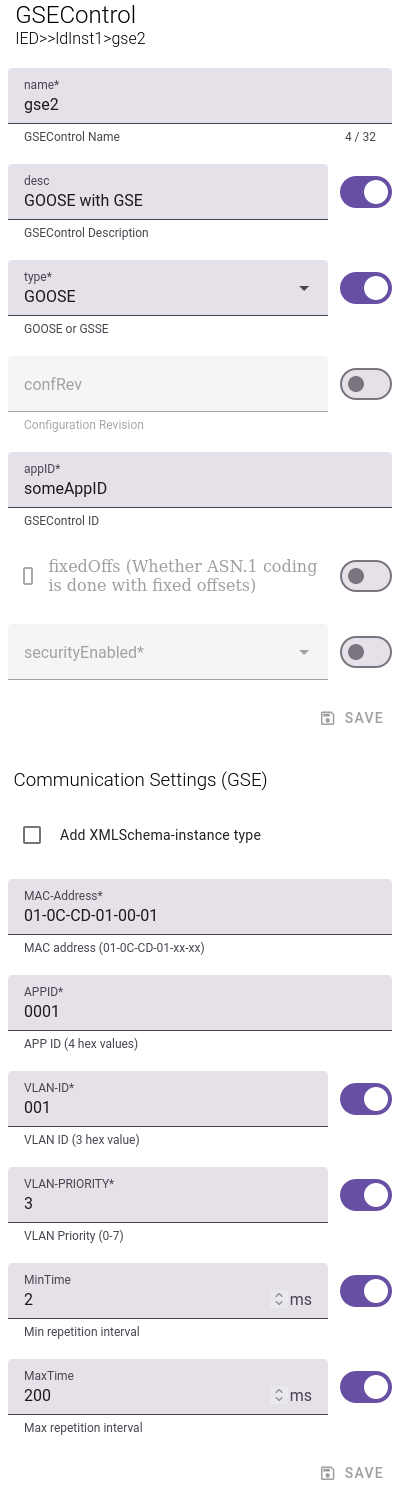 GSEControl
IED>>ldInst1>gse2
name*
gse2
GSEControl Name
4 / 32
desc
GOOSE with GSE
GSEControl Description
type*
GOOSE
GOOSE or GSSE
confRev
Configuration Revision
appID*
someAppID
GSEControl ID
fixedOffs (Whether ASN.1 coding
is done with fixed offsets)
securityEnabled*
SAVE
Communication Settings (GSE)
Add XMLSchema-instance type
MAC-Address*
01-0C-CD-01-00-01
MAC address (01-0C-CD-01-xx-xx)
APPID*
0001
APP ID (4 hex values)
VLAN-ID*
001
VLAN ID (3 hex value)
VLAN-PRIORITY*
3
VLAN Priority (0-7)
MinTime
2
ms
Min repetition interval
MaxTime
200
ms
Max repetition interval
SAVE